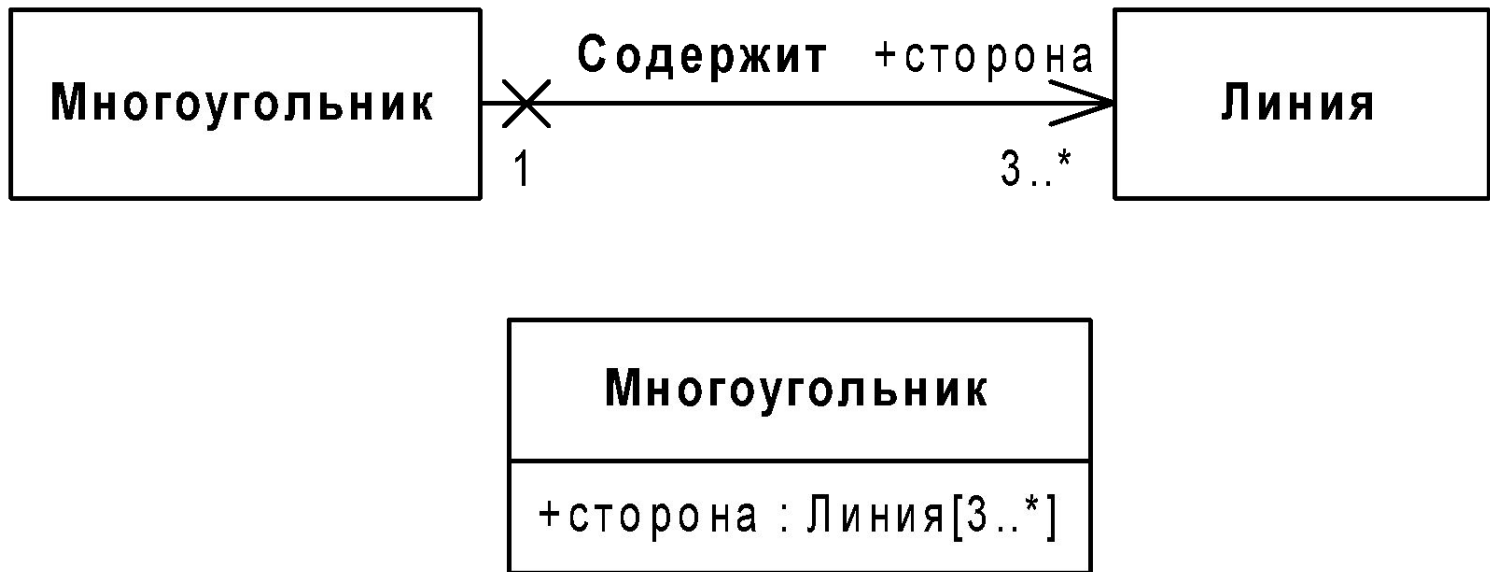 Содержит +сторона
Многоугольник Линия
1 3..*
Многоугольник
+сторона : Линия[3..*]